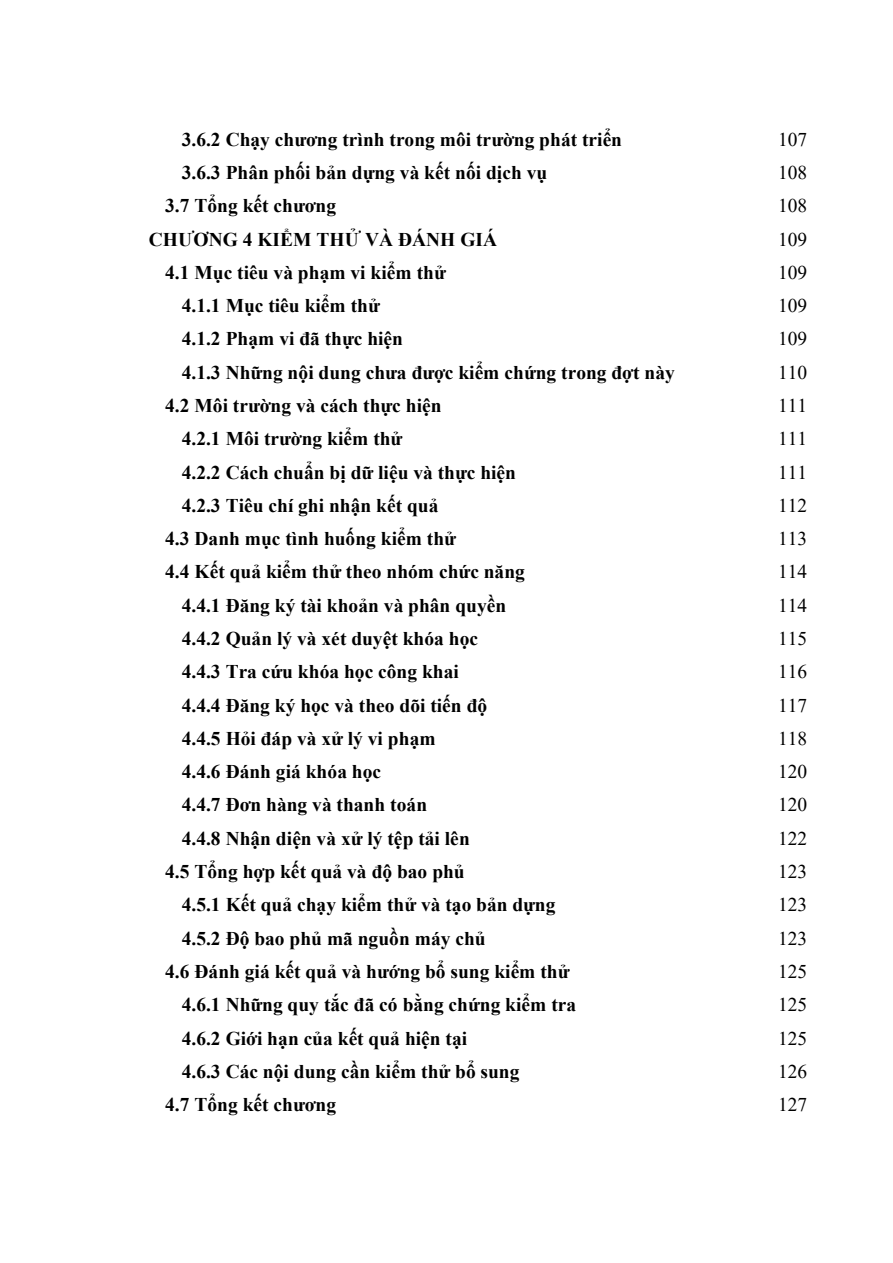 3.6.2 Chạy chương trình trong môi trường phát triển 107
3.6.3 Phân phối bản dựng và kết nối dịch vụ 108
3.7 Tổng kết chương 108
CHƯƠNG 4 KIỂM THỬ VÀ ĐÁNH GIÁ 109
4.1 Mục tiêu và phạm vi kiểm thử 109
4.1.1 Mục tiêu kiểm thử 109
4.1.2 Phạm vi đã thực hiện 109
4.1.3 Những nội dung chưa được kiểm chứng trong đợt này 110
4.2 Môi trường và cách thực hiện 111
4.2.1 Môi trường kiểm thử 111
4.2.2 Cách chuẩn bị dữ liệu và thực hiện 111
4.2.3 Tiêu chí ghi nhận kết quả 112
4.3 Danh mục tình huống kiểm thử 113
4.4 Kết quả kiểm thử theo nhóm chức năng 114
4.4.1 Đăng ký tài khoản và phân quyền 114
4.4.2 Quản lý và xét duyệt khóa học 115
4.4.3 Tra cứu khóa học công khai 116
4.4.4 Đăng ký học và theo dõi tiến độ 117
4.4.5 Hỏi đáp và xử lý vi phạm 118
4.4.6 Đánh giá khóa học 120
4.4.7 Đơn hàng và thanh toán 120
4.4.8 Nhận diện và xử lý tệp tải lên 122
4.5 Tổng hợp kết quả và độ bao phủ 123
4.5.1 Kết quả chạy kiểm thử và tạo bản dựng 123
4.5.2 Độ bao phủ mã nguồn máy chủ 123
4.6 Đánh giá kết quả và hướng bổ sung kiểm thử 125
4.6.1 Những quy tắc đã có bằng chứng kiểm tra 125
4.6.2 Giới hạn của kết quả hiện tại 125
4.6.3 Các nội dung cần kiểm thử bổ sung 126
4.7 Tổng kết chương 127